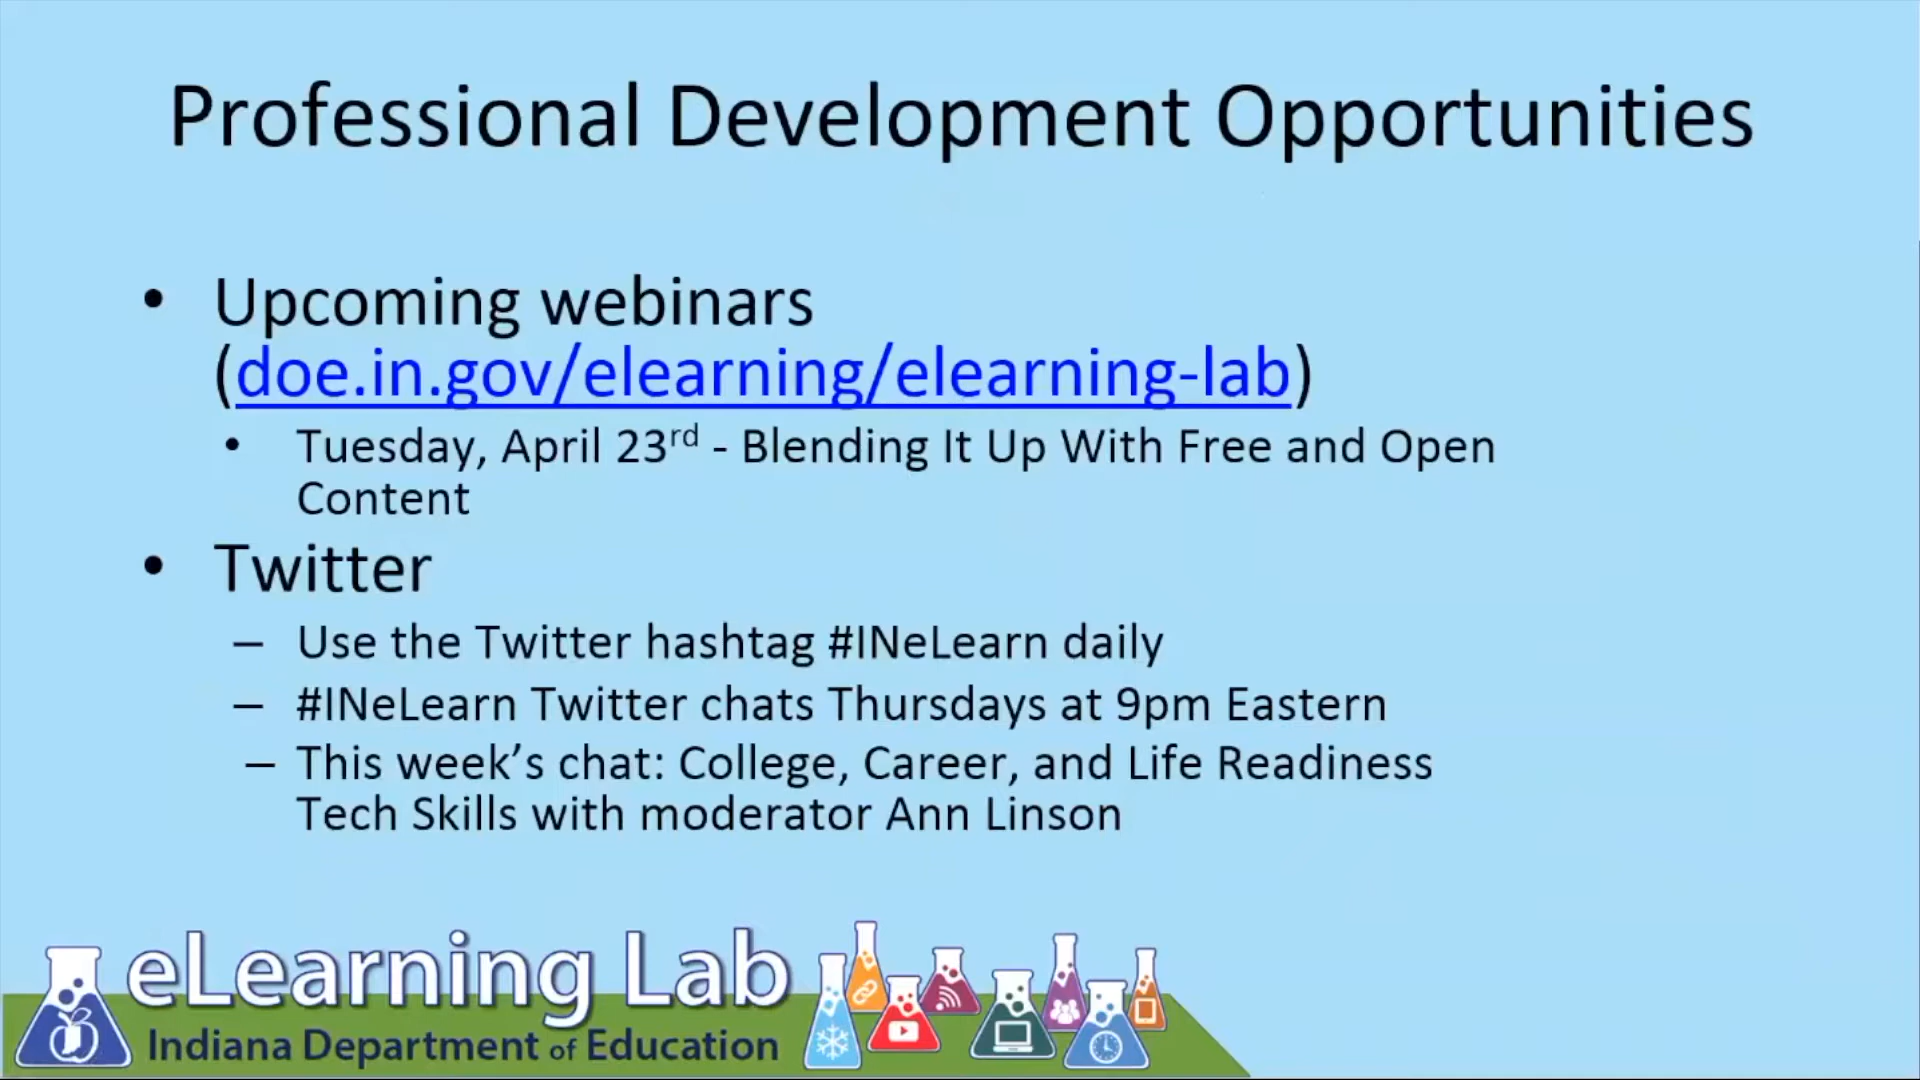 Professional Development Opportunities
• Upcoming webinars
(doe.in.gov/elearning/elearning-lab)
• Tuesday, April 23rd - Blending It Up With Free and Open
Content
• Twitter
– Use the Twitter hashtag #INeLearn daily
– #INeLearn Twitter chats Thursdays at 9pm Eastern
– This week’s chat: College, Career, and Life Readiness
Tech Skills with moderator Ann Linson
eLearning Lab
Indiana Department of Education